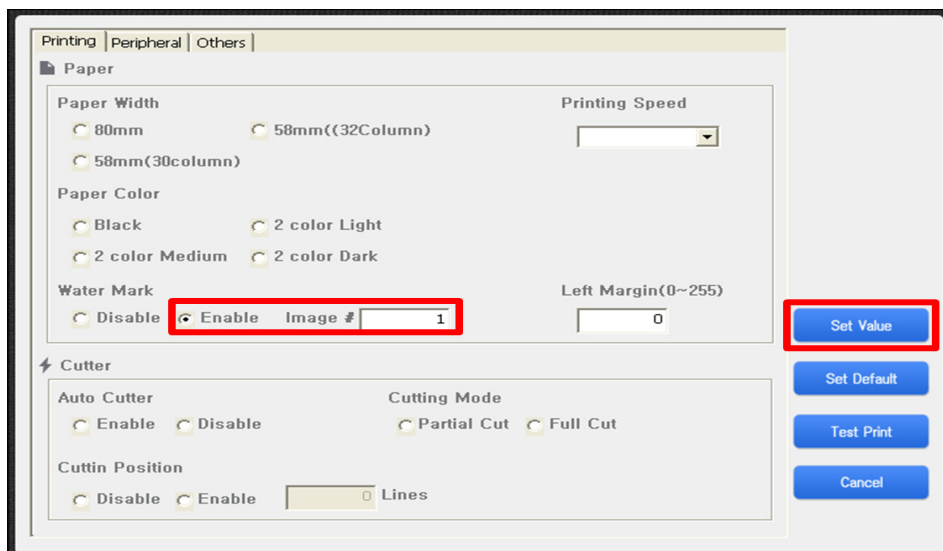 Printing Peripheral Others
Paper
Paper Width Printing Speed
80mm 58mm((32Column)
58mm(30column)
Paper Color
Black 2 color Light
2 color Medium 2 color Dark
Water Mark Left Margin(0~255)
Disable Enable Image # 1 0
Set Value
Cutter
Set Default
Auto Cutter Cutting Mode
Enable Disable Partial Cut Full Cut
Test Print
Cuttin Position
Cancel
Disable Enable 0 Lines